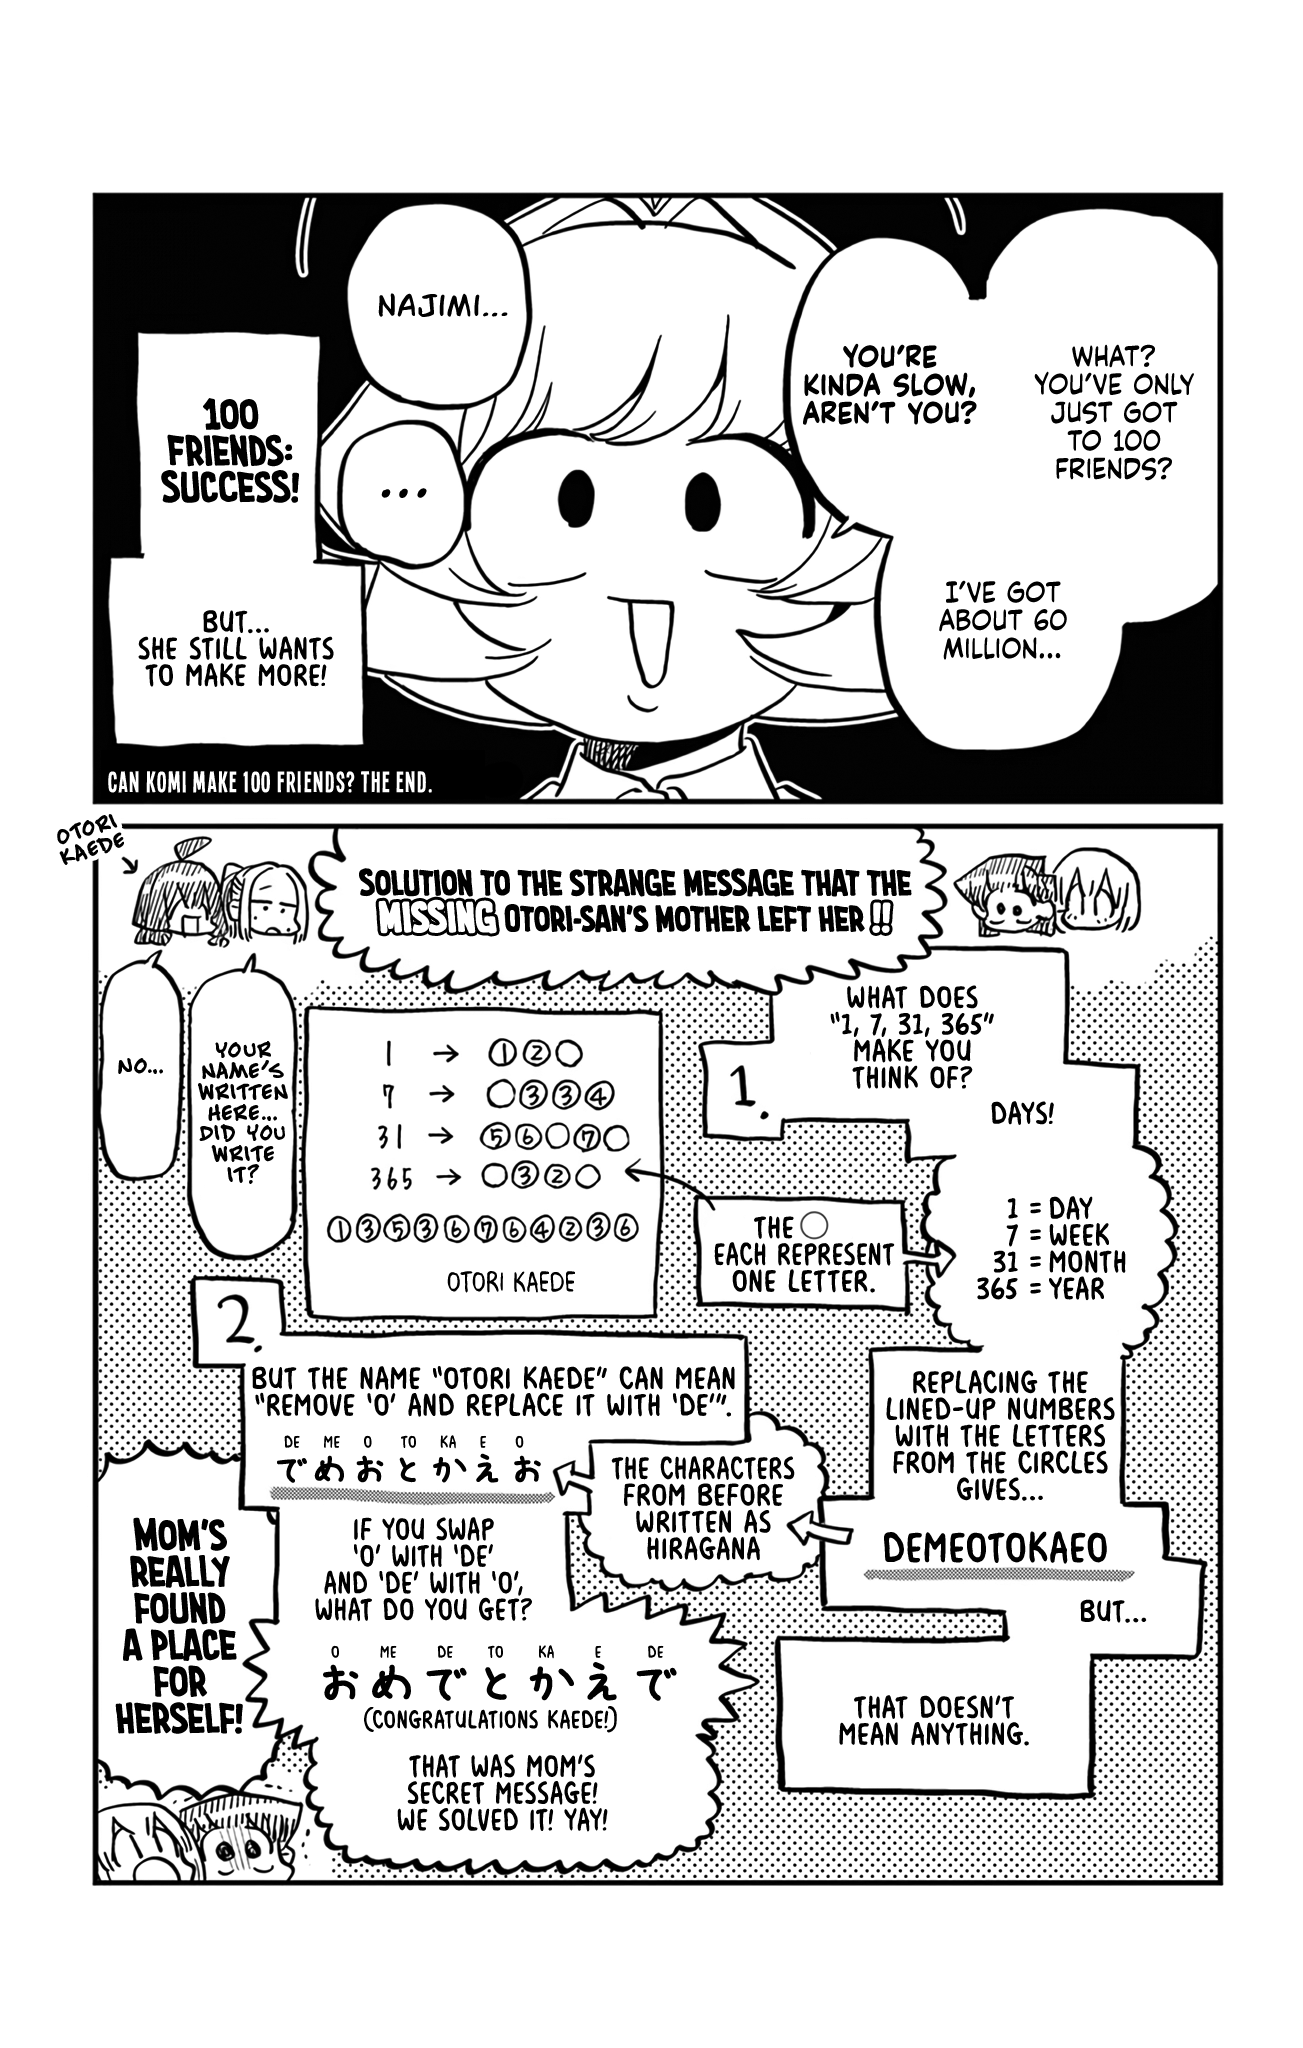 WHAT?
YOU'VE ONLY
JUST GOT
TO 100
FRIENDS?
YOU'RE
KINDA SLOW,
AREN'T YOU?
I'VE GOT
ABOUT 60
MILLION...
NAJIMI...
...
100
FRIENDS:
SUCCESS!
BUT...
SHE STILL WANTS
TO MAKE MORE!
CAN KOMI MAKE 100 FRIENDS? THE END.
OTORI
KAEDE
SOLUTION TO THE STRANGE MESSAGE THAT THE
MISSING OTORI-SAN'S MOTHER LEFT HER!!
1.
WHAT DOES
"1, 7, 31, 365"
MAKE YOU
THINK OF?
DAYS!
1 = DAY
7 = WEEK
31 = MONTH
365 = YEAR
THE ○
EACH REPRESENT
ONE LETTER.
1 → ①②○
7 → ○③③④
31 → ⑤⑥○⑦○
365 → ○③②○
①③⑤③⑥⑦⑥④②③⑥
OTORI KAEDE
YOUR
NAME'S
WRITTEN
HERE...
DID YOU
WRITE
IT?
NO...
REPLACING THE
LINED-UP NUMBERS
WITH THE LETTERS
FROM THE CIRCLES
GIVES...
DEMEOTOKAEO
BUT...
THAT DOESN'T
MEAN ANYTHING.
2.
BUT THE NAME "OTORI KAEDE" CAN MEAN
"REMOVE 'O' AND REPLACE IT WITH 'DE'".
THE CHARACTERS
FROM BEFORE
WRITTEN AS
HIRAGANA
DE ME O TO KA E O
でめおとかえお
IF YOU SWAP
'O' WITH 'DE'
AND 'DE' WITH 'O',
WHAT DO YOU GET?
O ME DE TO KA E DE
おめでとかえで
(CONGRATULATIONS KAEDE!)
THAT WAS MOM'S
SECRET MESSAGE!
WE SOLVED IT! YAY!
MOM'S
REALLY
FOUND
A PLACE
FOR
HERSELF!